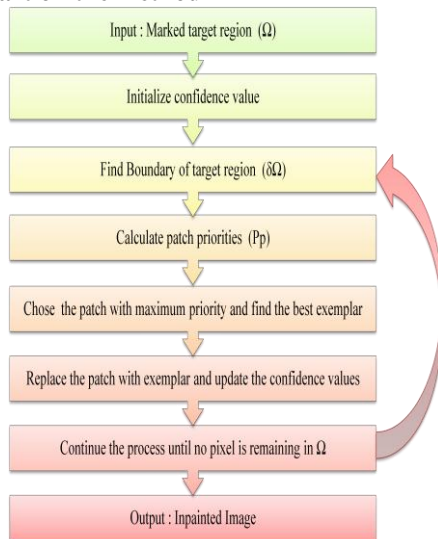 Input : Marked target region (Ω)
Initialize confidence value
Find Boundary of target region (δΩ)
Calculate patch priorities (Pp)
Chose the patch with maximum priority and find the best exemplar
Replace the patch with exemplar and update the confidence values
Continue the process until no pixel is remaining in Ω
Output : Inpainted Image